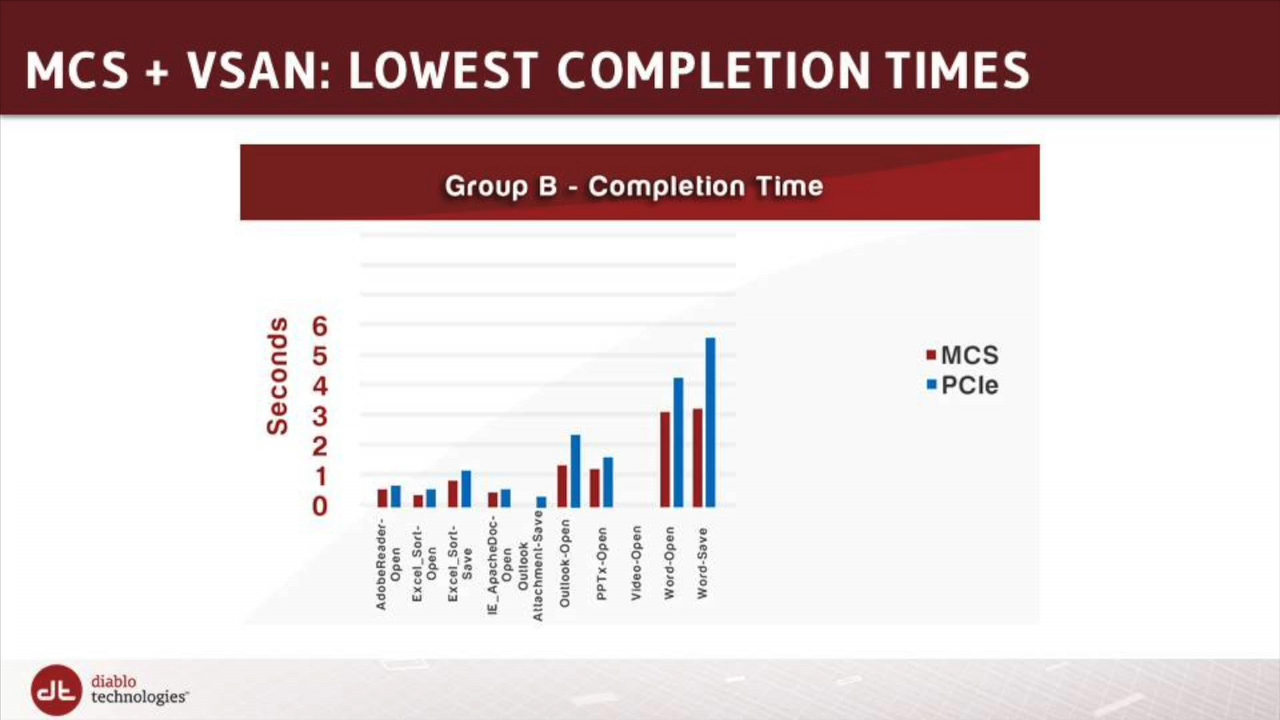 MCS + VSAN: LOWEST COMPLETION TIMES
Group B - Completion Time
Seconds
6
5
4
3
2
1
0
MCS
PCIe
AdobeReader-
Open
Excel_Sort-
Open
Excel_Sort-
Save
IE_ApacheDoc-
Open
Outlook
Attachment-Save
Outlook-Open
PPTx-Open
Video-Open
Word-Open
Word-Save
dt
diablo
technologies™